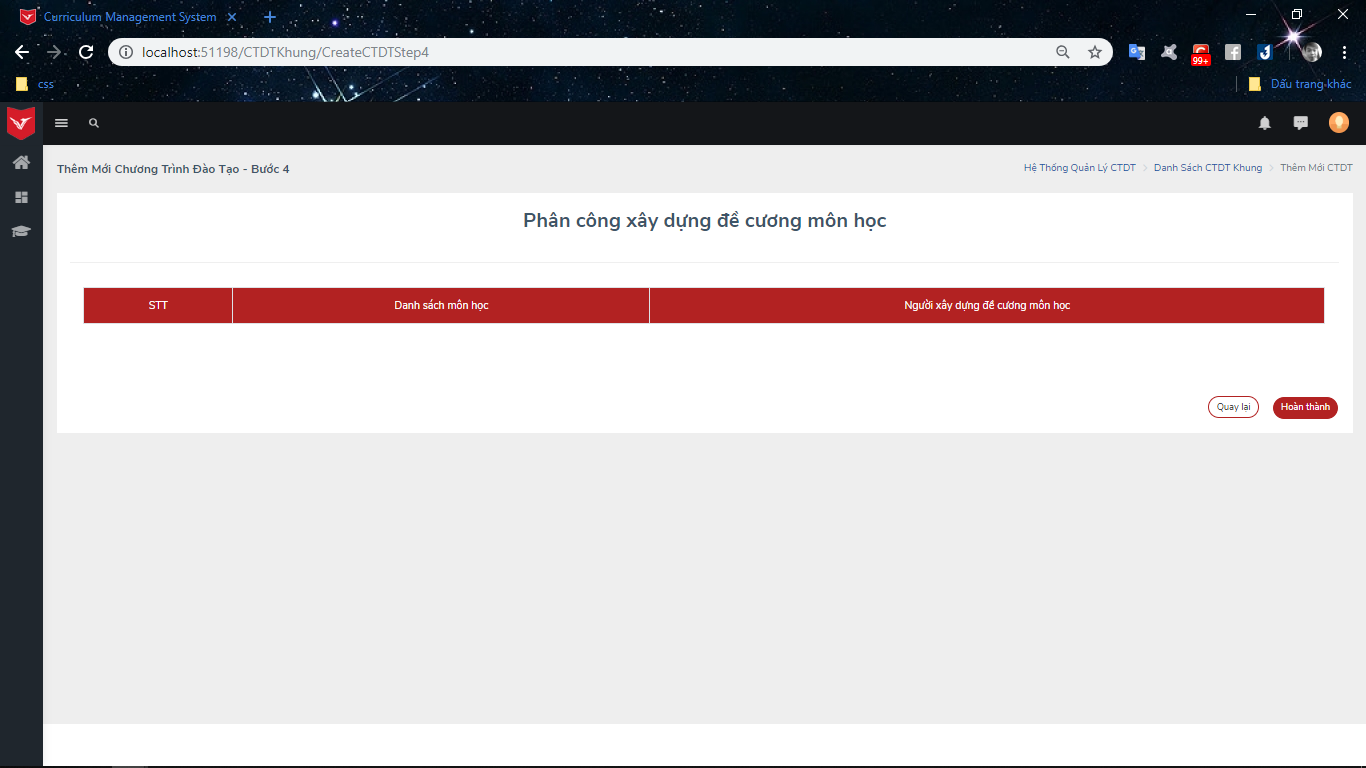 Curriculum Management System
localhost:51198/CTDTKhung/CreateCTDTStep4
99+
css
Dấu trang khác
Thêm Mới Chương Trình Đào Tạo - Bước 4
Hệ Thống Quản Lý CTDT > Danh Sách CTDT Khung > Thêm Mới CTDT
Phân công xây dựng đề cương môn học
STT Danh sách môn học Người xây dựng đề cương môn học
Quay lại Hoàn thành